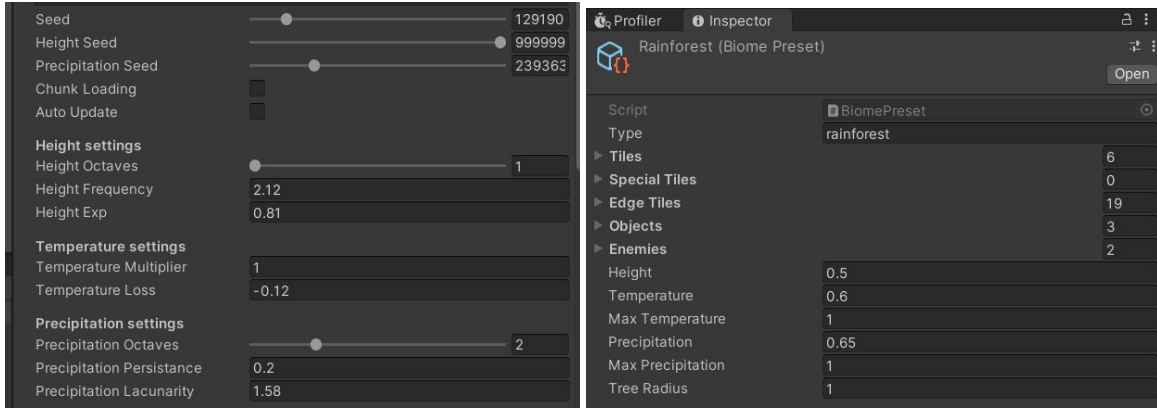 Seed 129190
Height Seed 999999
Precipitation Seed 239363
Chunk Loading
Auto Update
Height settings
Height Octaves 1
Height Frequency 2.12
Height Exp 0.81
Temperature settings
Temperature Multiplier 1
Temperature Loss -0.12
Precipitation settings
Precipitation Octaves 2
Precipitation Persistance 0.2
Precipitation Lacunarity 1.58
Profiler Inspector
Rainforest (Biome Preset)
Open
Script BiomePreset
Type rainforest
Tiles 6
Special Tiles 0
Edge Tiles 19
Objects 3
Enemies 2
Height 0.5
Temperature 0.6
Max Temperature 1
Precipitation 0.65
Max Precipitation 1
Tree Radius 1